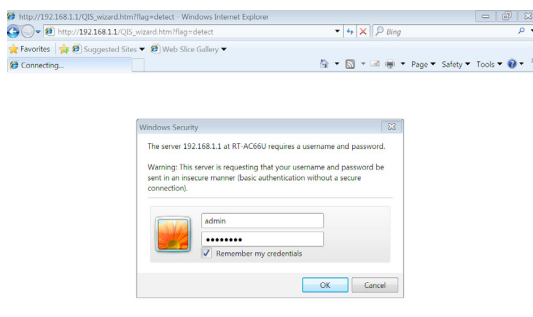 http://192.168.1.1/QIS_wizard.htm?flag=detect - Windows Internet Explorer
http://192.168.1.1/QIS_wizard.htm?flag=detect Bing
Favorites Suggested Sites Web Slice Gallery
Connecting... Page Safety Tools
Windows Security
The server 192.168.1.1 at RT-AC66U requires a username and password.
Warning: This server is requesting that your username and password be
sent in an insecure manner (basic authentication without a secure
connection).
admin
••••••••
Remember my credentials
OK Cancel